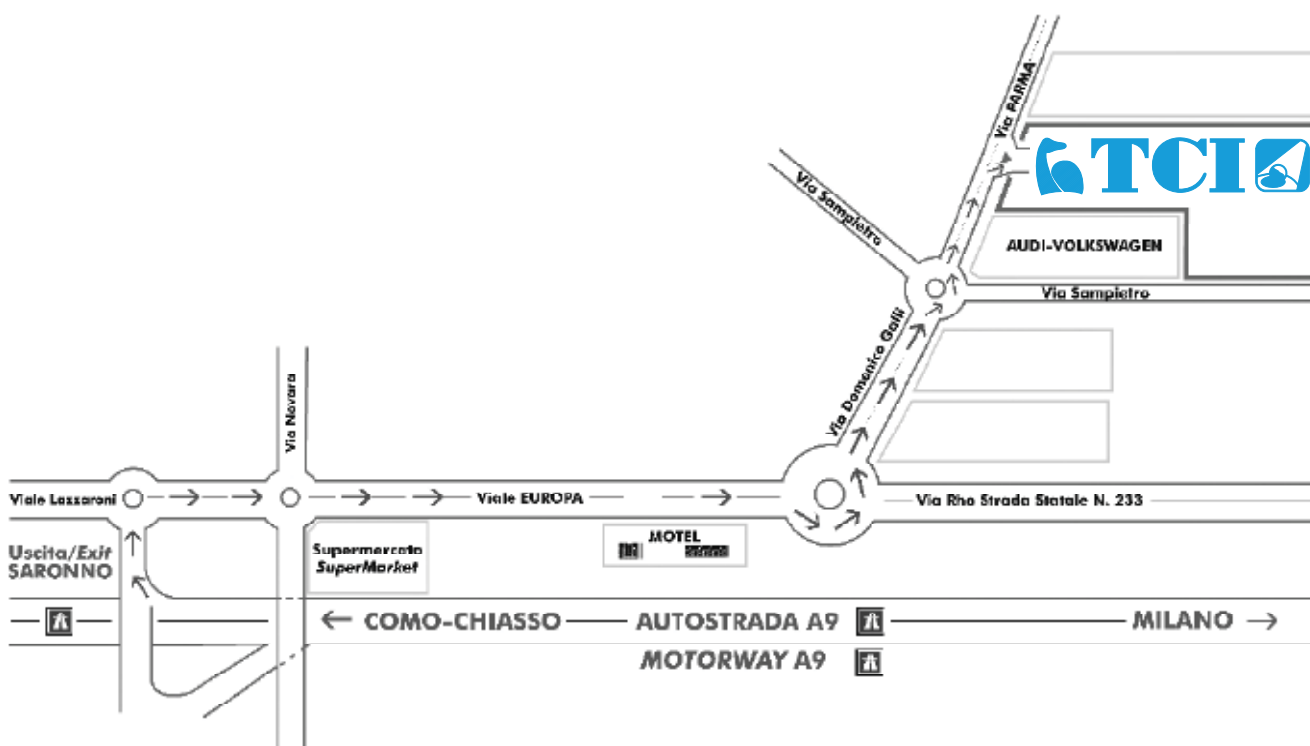 Via PARMA
TCI
Via Sampietro
AUDI-VOLKSWAGEN
Via Sampietro
Via Domenico Galli
Via Novara
Viale Lazzaroni
Viale EUROPA
Via Rho Strada Statale N. 233
MOTEL
Uscita/Exit
SARONNO
Supermercato
SuperMarket
← COMO-CHIASSO
AUTOSTRADA A9
MILANO →
MOTORWAY A9